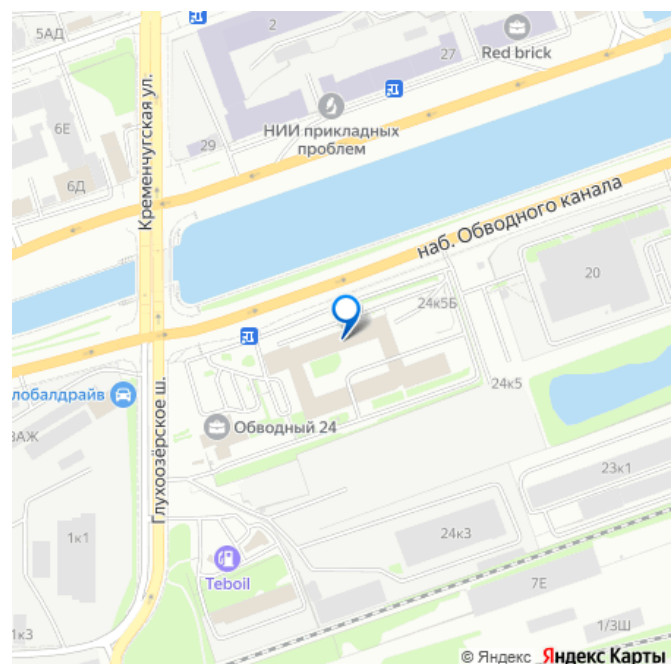 5АД
2
Red brick
27
6Е
НИИ прикладных
проблем
29
6Д
Кременчугская ул.
наб. Обводного канала
20
24к5Б
24к5
лобалдрайв
Обводный 24
ЗАЖ
Глухоозёрское ш.
23к1
1к1
24к3
Teboil
7Е
1к3
1/3Ш
© Яндекс Яндекс Карты